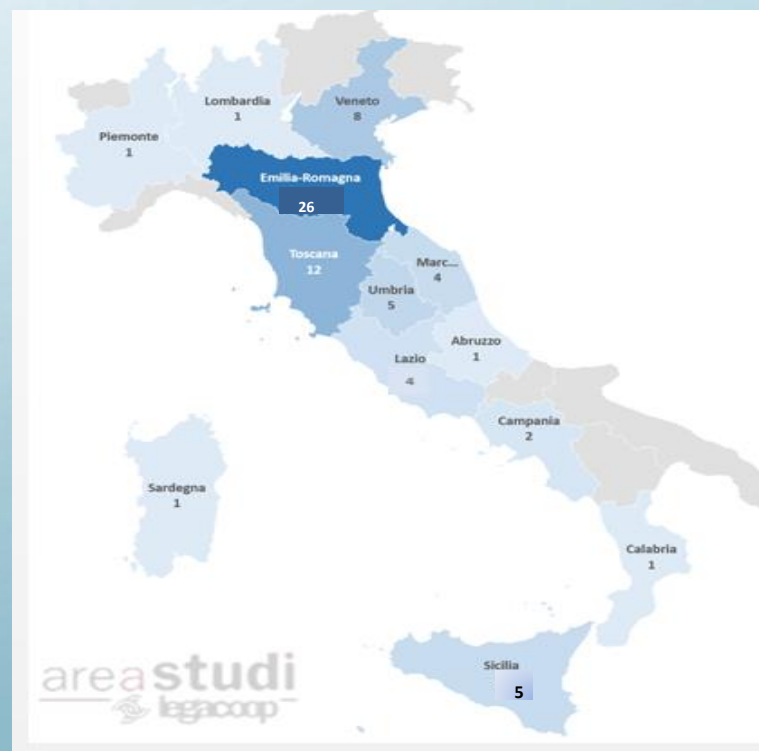 Lombardia
1
Veneto
8
Piemonte
1
Emilia-Romagna
26
Toscana
12
Marc...
4
Umbria
5
Abruzzo
1
Lazio
4
Campania
2
Sardegna
1
Calabria
1
Sicilia
5
areastudi
legacoop